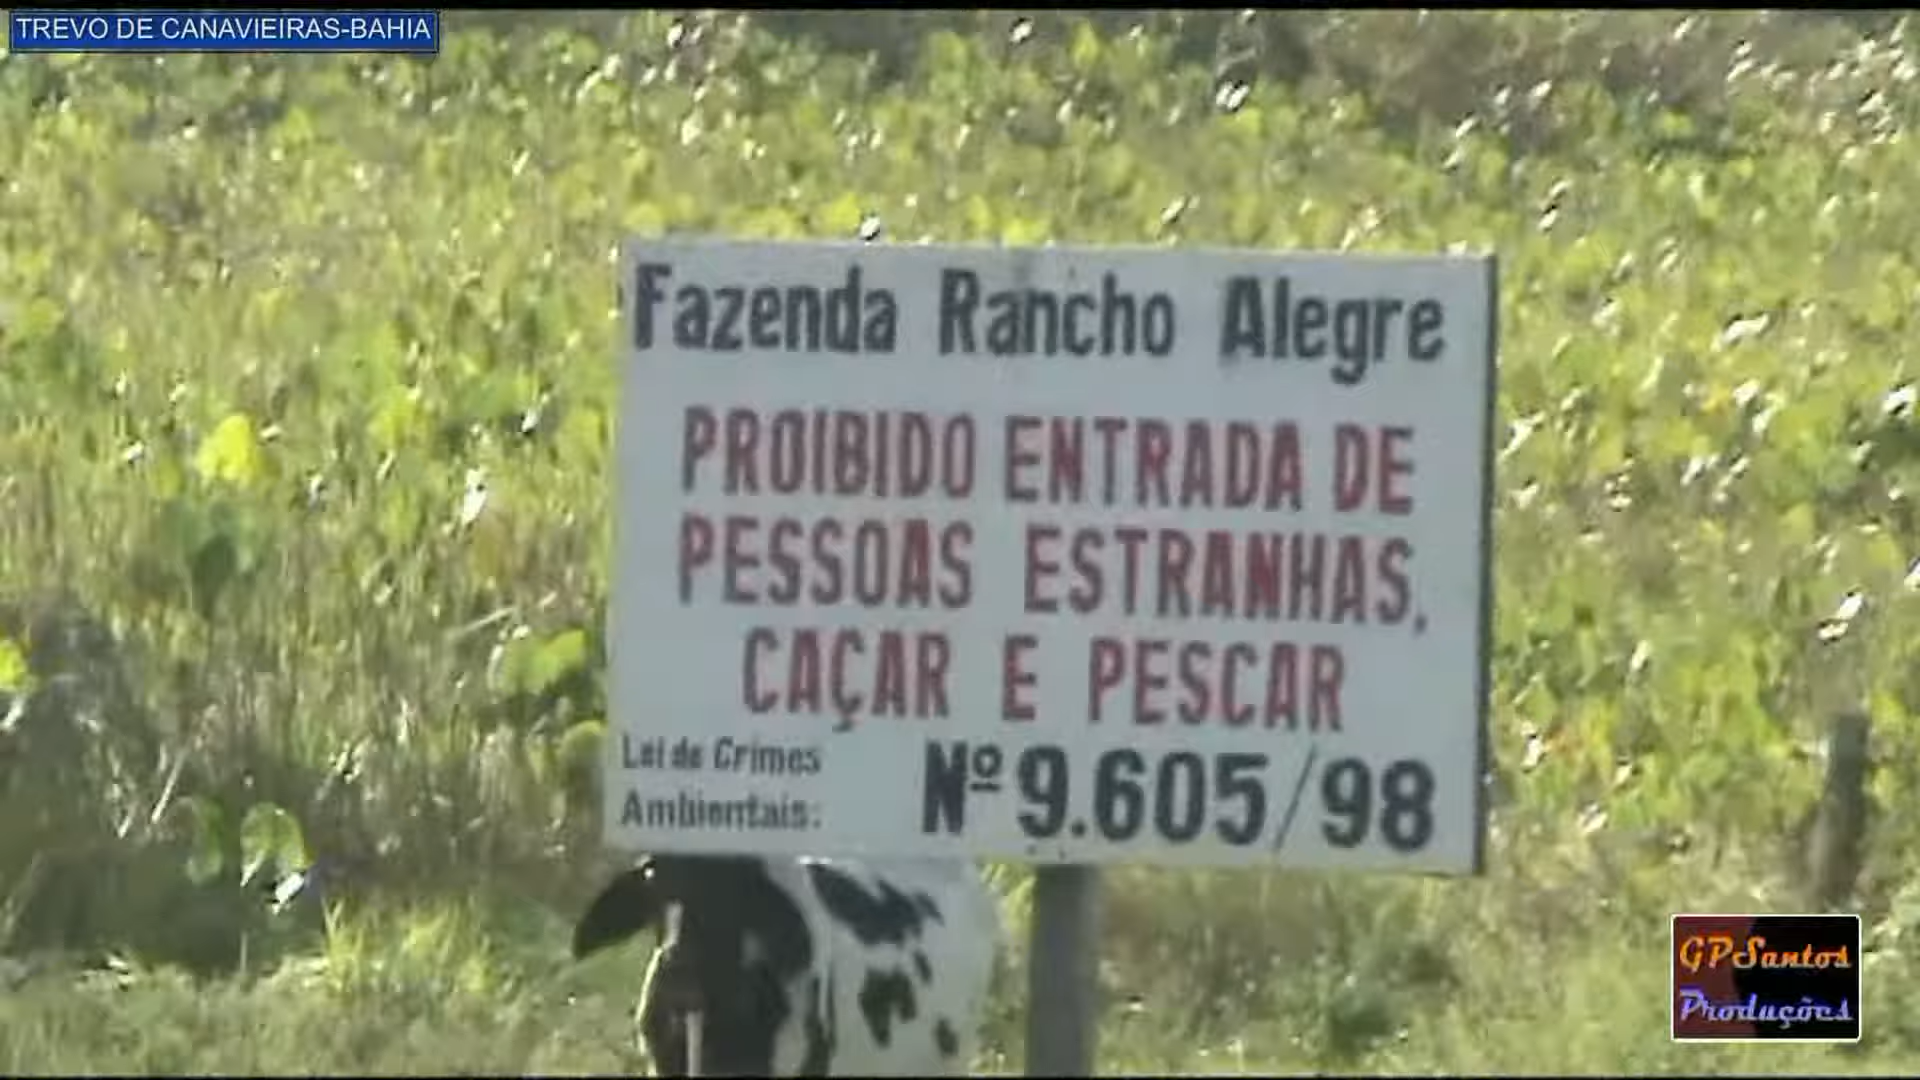 TREVO DE CANAVIEIRAS-BAHIA
Fazenda Rancho Alegre
PROIBIDO ENTRADA DE
PESSOAS ESTRANHAS,
CAÇAR E PESCAR
Lei de Crimes
Ambientais: Nº 9.605/98
GPSantos
Produções